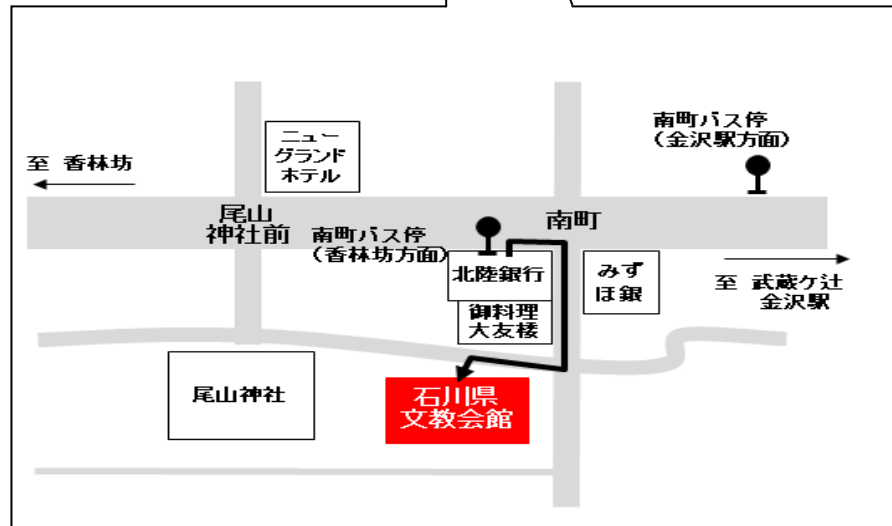 南町バス停
（金沢駅方面）
ニュー
グランド
ホテル
至 香林坊
尾山
神社前
南町バス停
（香林坊方面）
南町
北陸銀行
みず
ほ銀
至 武蔵ケ辻
金沢駅
御料理
大友楼
尾山神社
石川県
文教会館